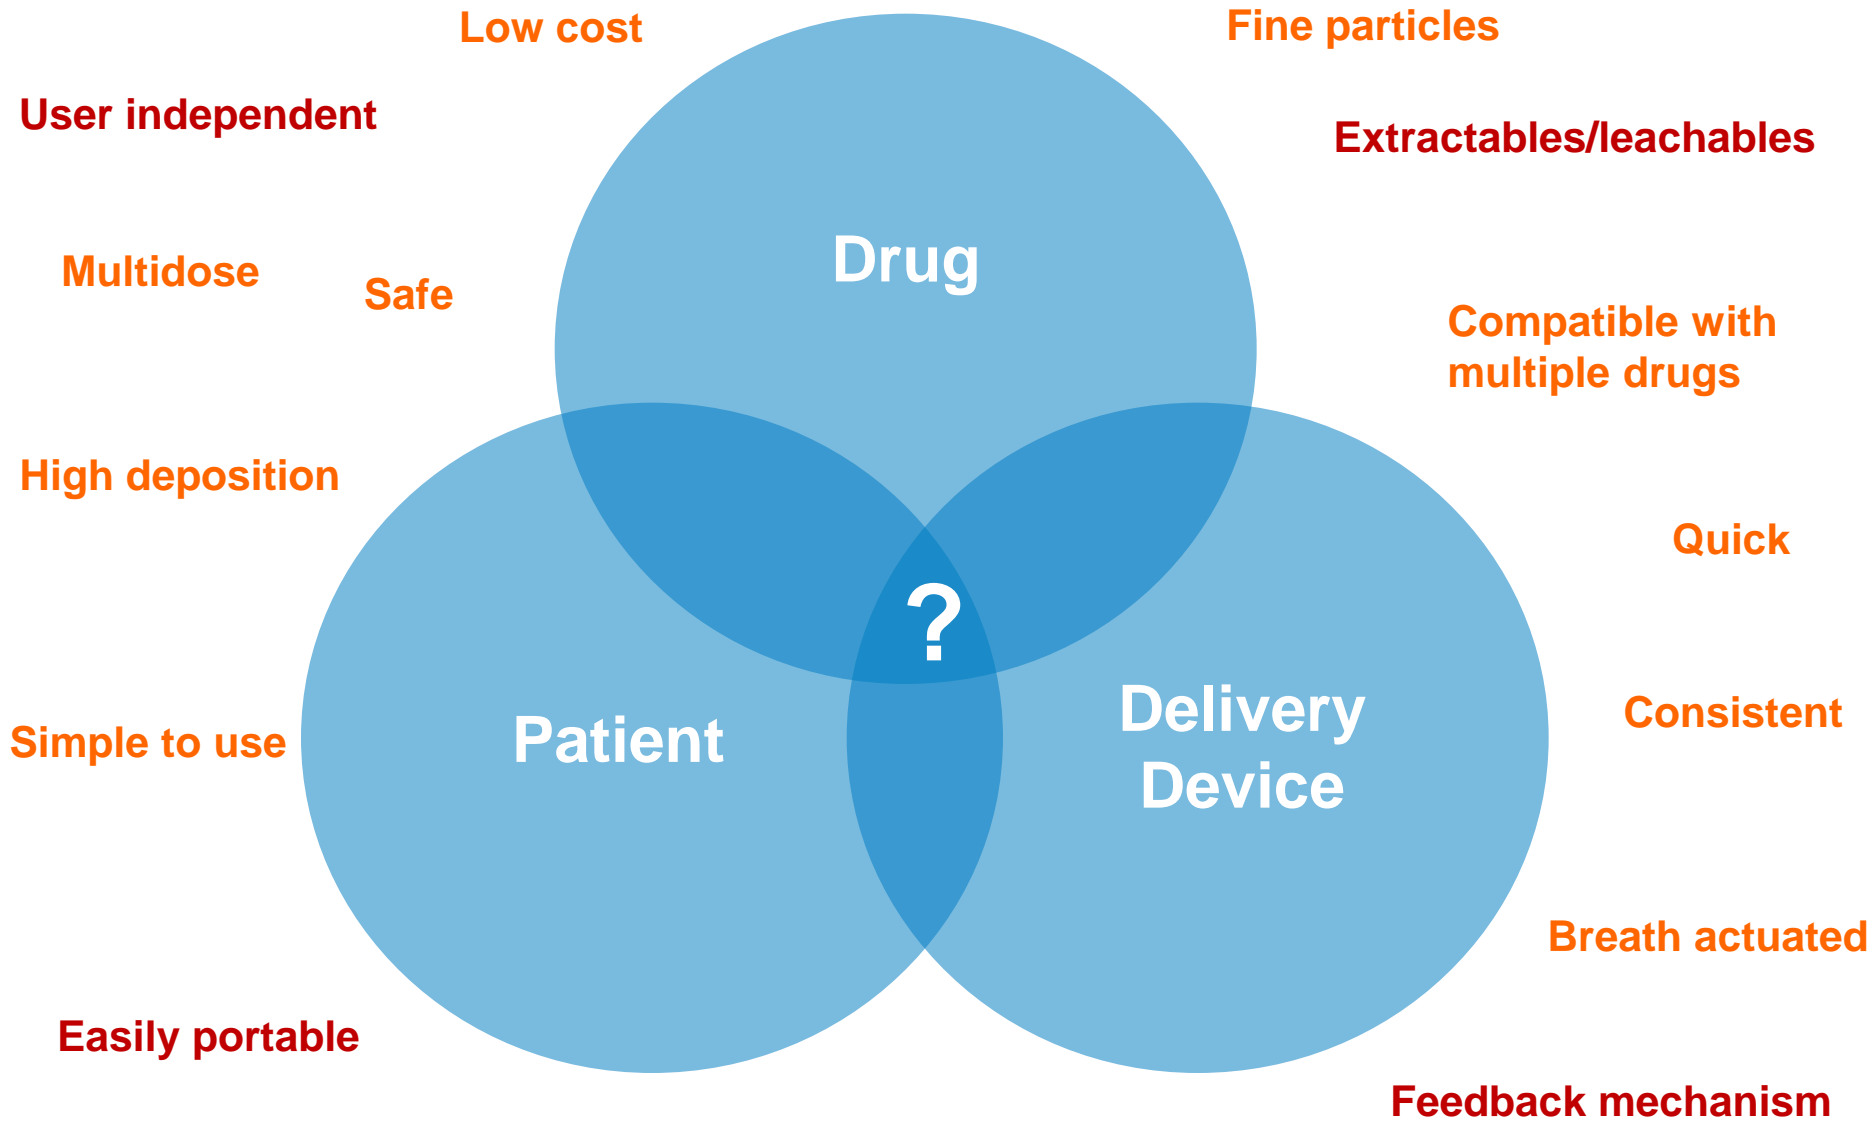 Low cost
Fine particles
User independent
Extractables/leachables
Drug
Multidose
Safe
Compatible with
multiple drugs
High deposition
Quick
?
Simple to use
Patient
Delivery
Device
Consistent
Breath actuated
Easily portable
Feedback mechanism